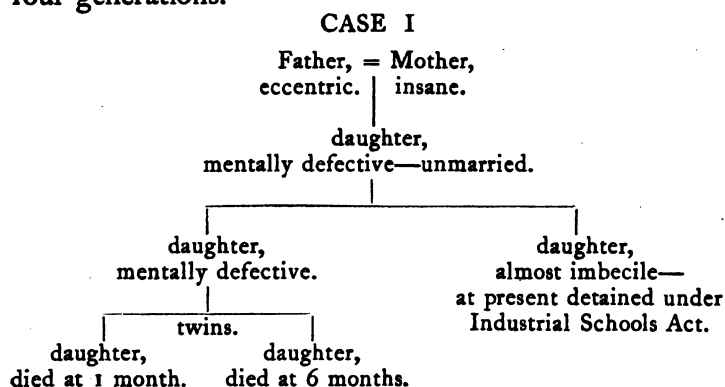 four generations.
CASE I
Father, = Mother,
eccentric. insane.
daughter,
mentally defective—unmarried.
daughter, daughter,
mentally defective. almost imbecile—
at present detained under
Industrial Schools Act.
twins.
daughter, daughter,
died at 1 month. died at 6 months.